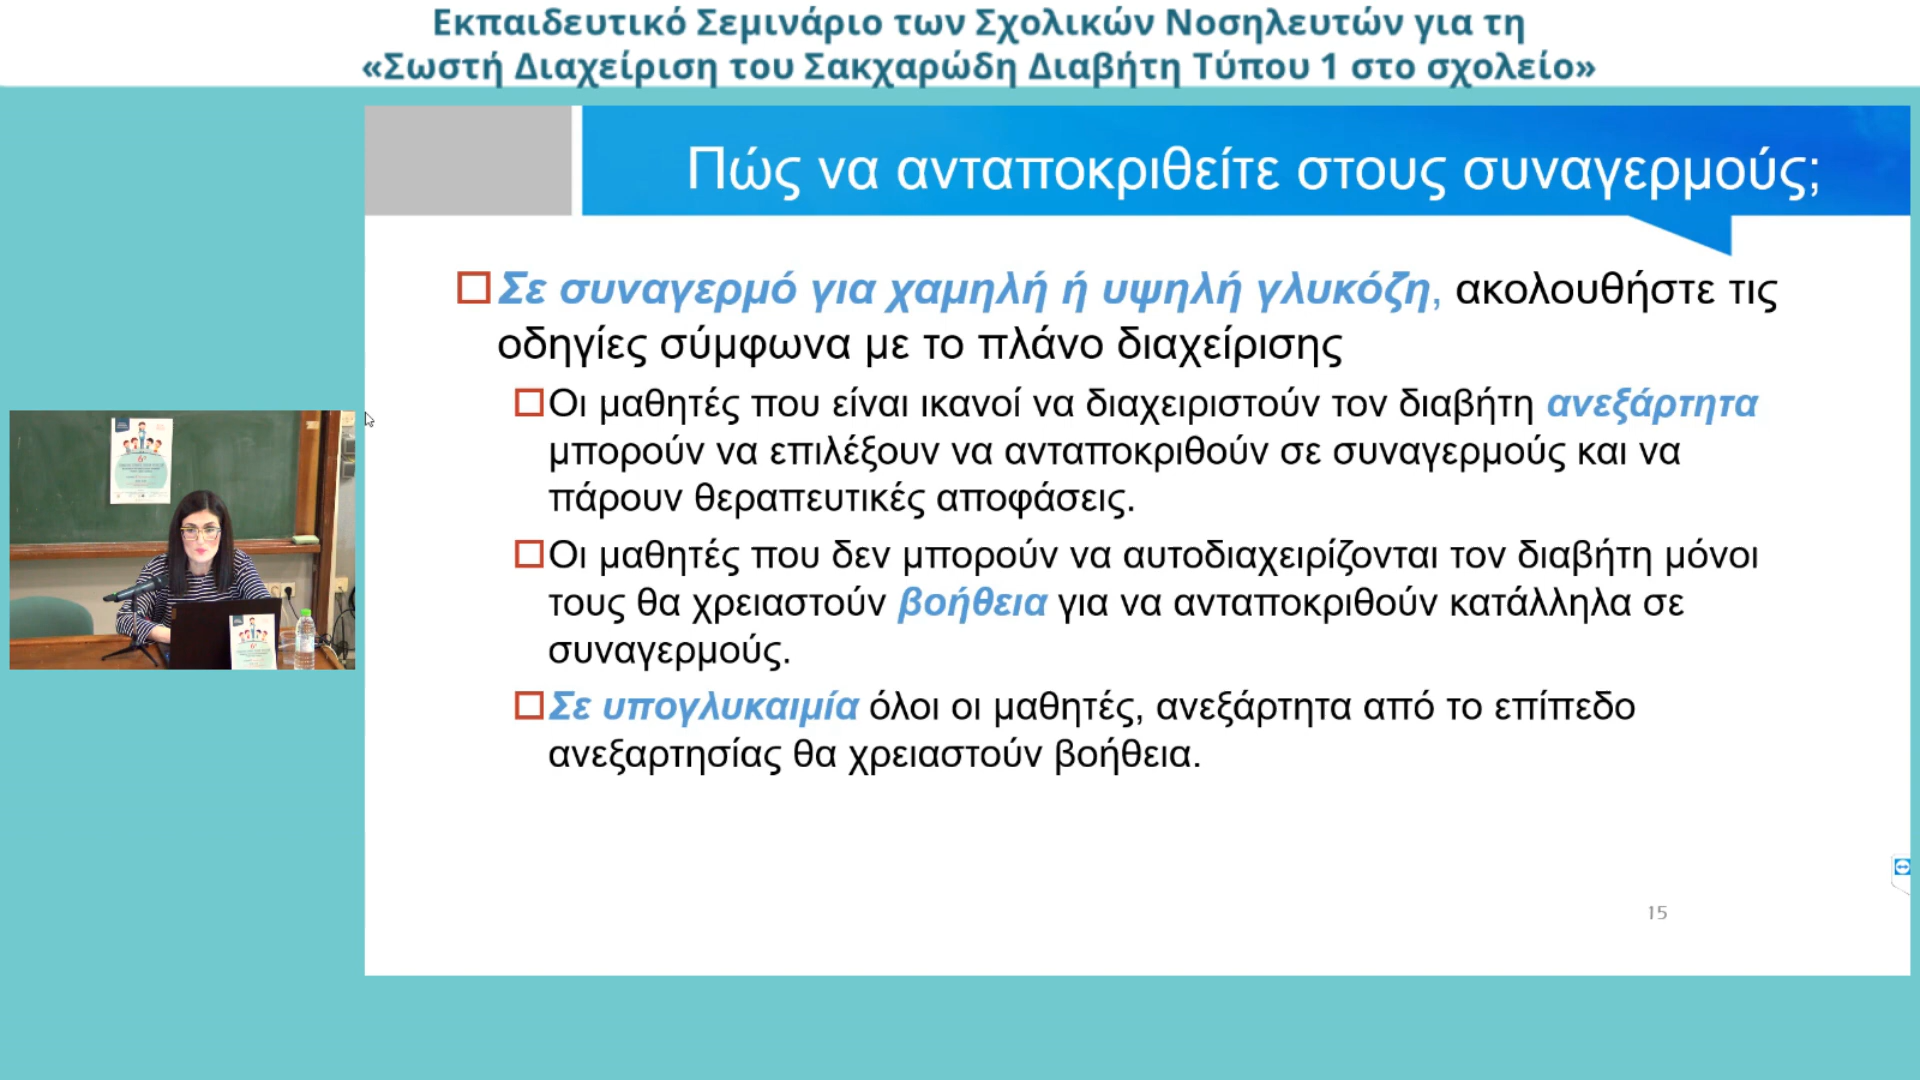 Εκπαιδευτικό Σεμινάριο των Σχολικών Νοσηλευτών για τη
«Σωστή Διαχείριση του Σακχαρώδη Διαβήτη Τύπου 1 στο σχολείο»
Πώς να ανταποκριθείτε στους συναγερμούς;
Σε συναγερμό για χαμηλή ή υψηλή γλυκόζη, ακολουθήστε τις
οδηγίες σύμφωνα με το πλάνο διαχείρισης
Οι μαθητές που είναι ικανοί να διαχειριστούν τον διαβήτη ανεξάρτητα
μπορούν να επιλέξουν να ανταποκριθούν σε συναγερμούς και να
πάρουν θεραπευτικές αποφάσεις.
Οι μαθητές που δεν μπορούν να αυτοδιαχειρίζονται τον διαβήτη μόνοι
τους θα χρειαστούν βοήθεια για να ανταποκριθούν κατάλληλα σε
συναγερμούς.
Σε υπογλυκαιμία όλοι οι μαθητές, ανεξάρτητα από το επίπεδο
ανεξαρτησίας θα χρειαστούν βοήθεια.
15